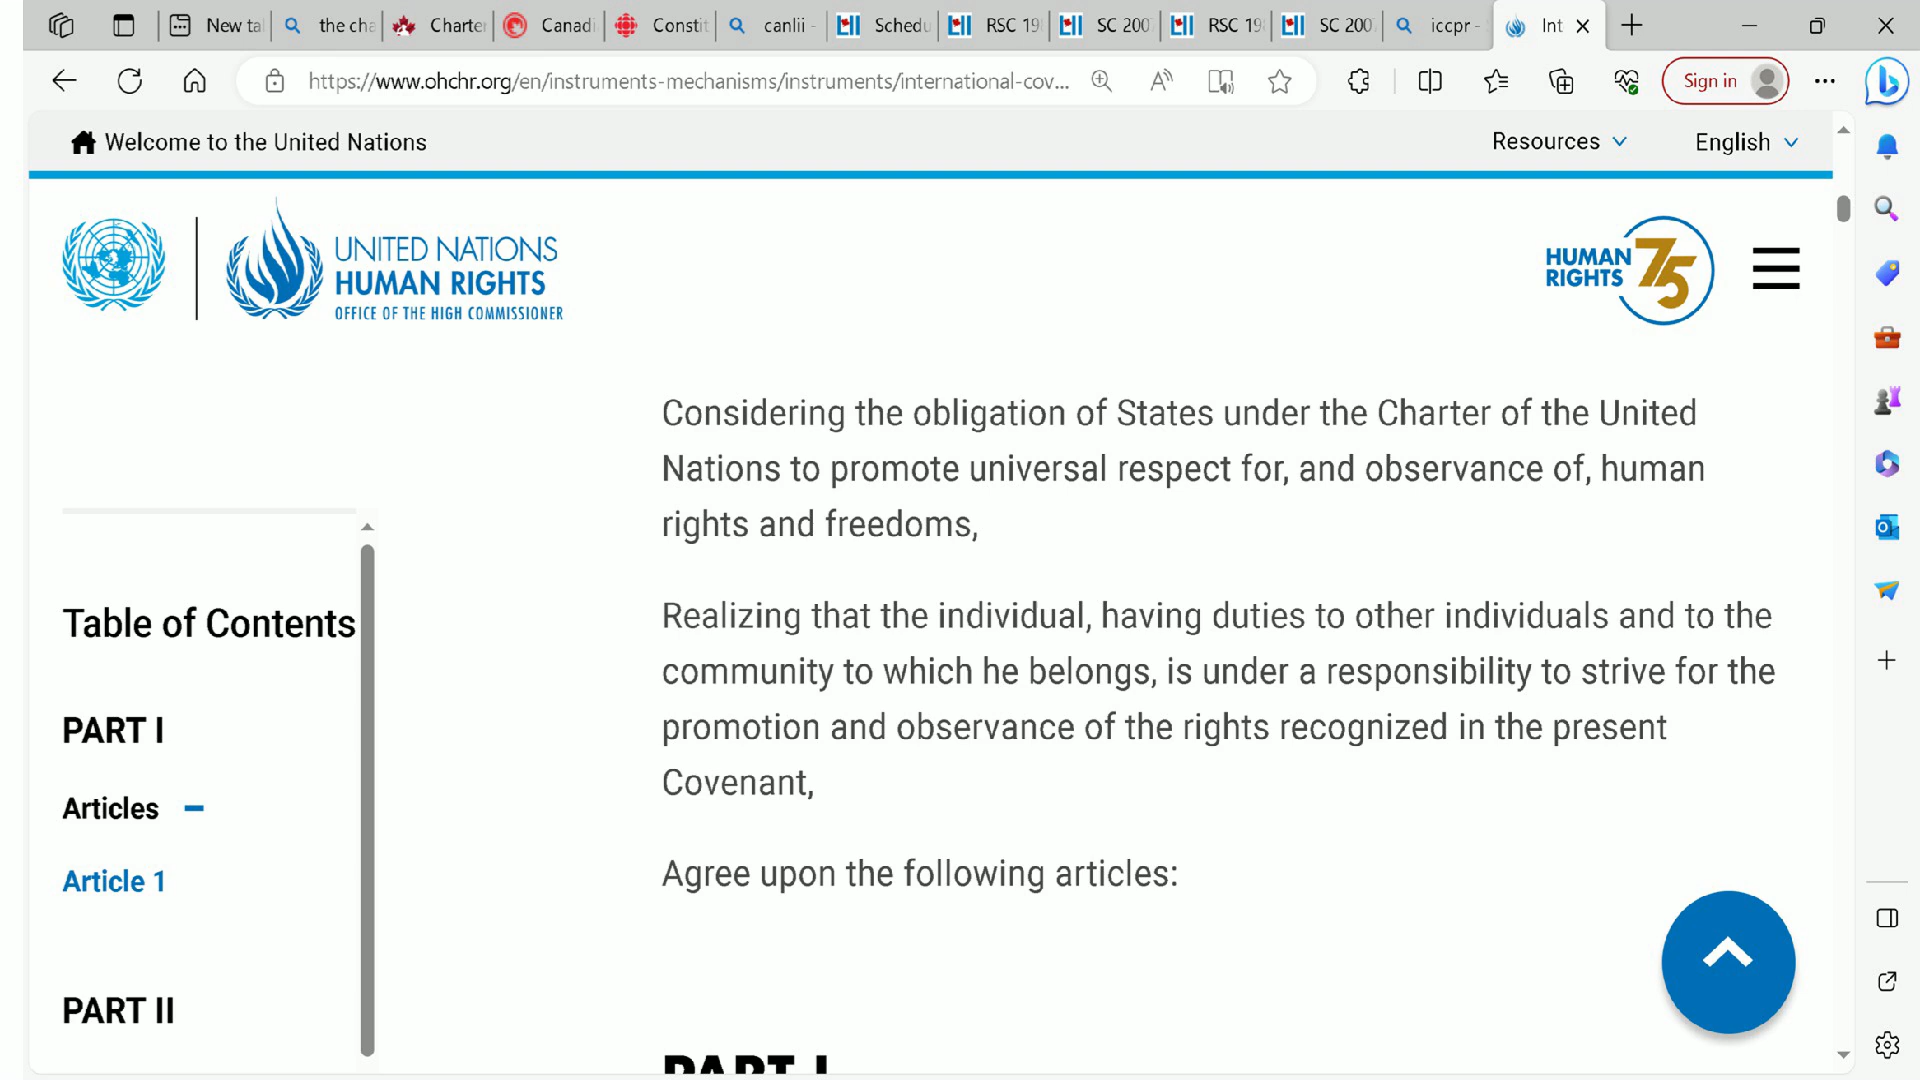 New ta
the cha
Charter
Canadi
Constit
canlii -
Schedu
RSC 19
SC 200
RSC 19
SC 200
iccpr -
Int
https://www.ohchr.org/en/instruments-mechanisms/instruments/international-cov...
Sign in
Welcome to the United Nations
Resources
English
UNITED NATIONS
HUMAN RIGHTS
OFFICE OF THE HIGH COMMISSIONER
HUMAN
RIGHTS
75
Considering the obligation of States under the Charter of the United
Nations to promote universal respect for, and observance of, human
rights and freedoms,
Realizing that the individual, having duties to other individuals and to the
community to which he belongs, is under a responsibility to strive for the
promotion and observance of the rights recognized in the present
Covenant,
Agree upon the following articles:
Table of Contents
PART I
Articles
Article 1
PART II
PART I